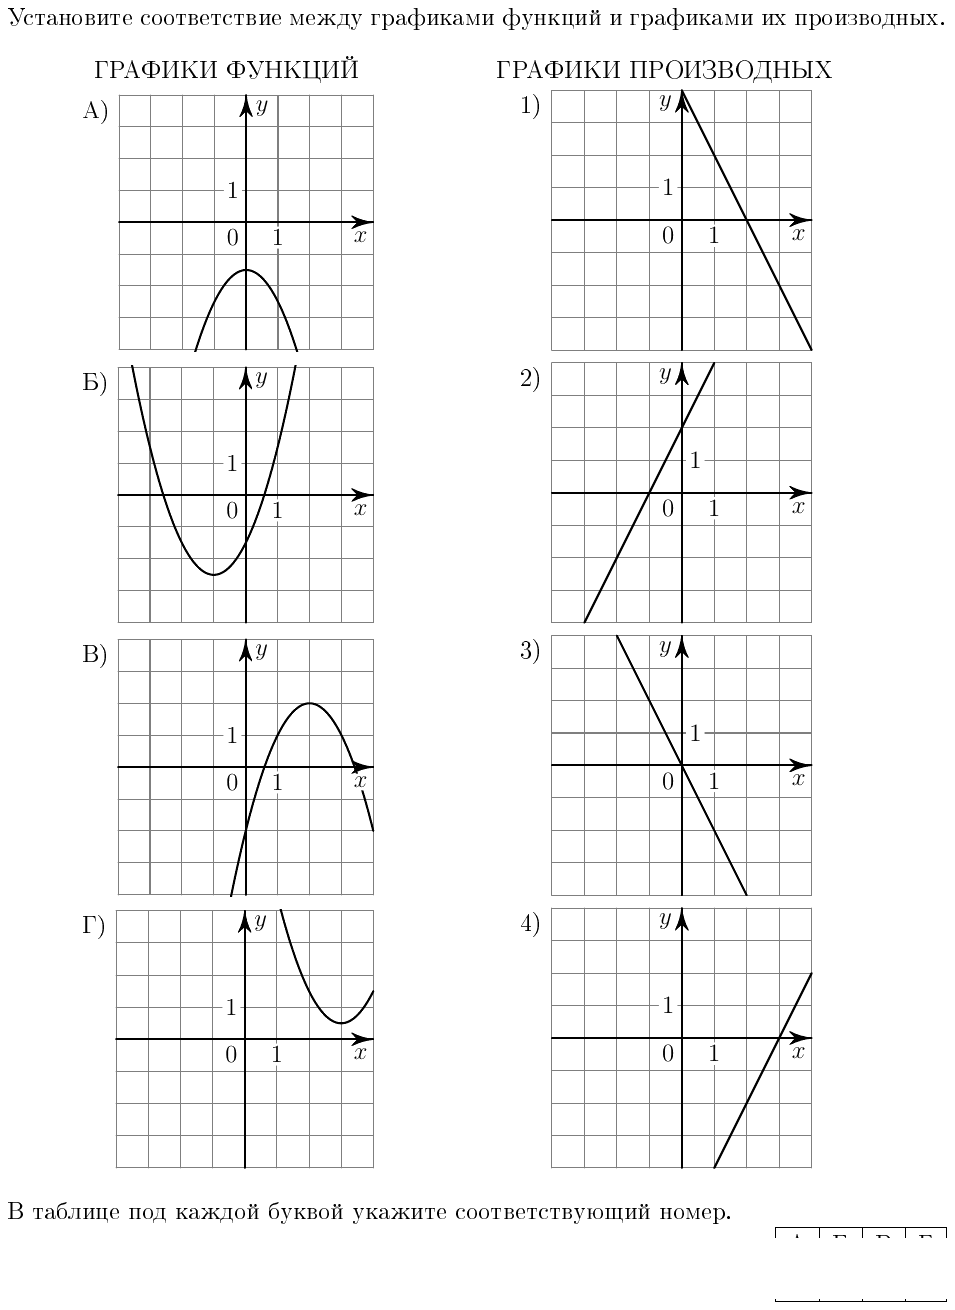 Установите соответствие между графиками функций и графиками их производных.
ГРАФИКИ ФУНКЦИЙ
ГРАФИКИ ПРОИЗВОДНЫХ
А)
y
1
0
1
x
1)
y
1
0
1
x
Б)
y
1
0
1
x
2)
y
1
0
1
x
В)
y
1
0
1
x
3)
y
1
0
1
x
Г)
y
1
0
1
x
4)
y
1
0
1
x
В таблице под каждой буквой укажите соответствующий номер.